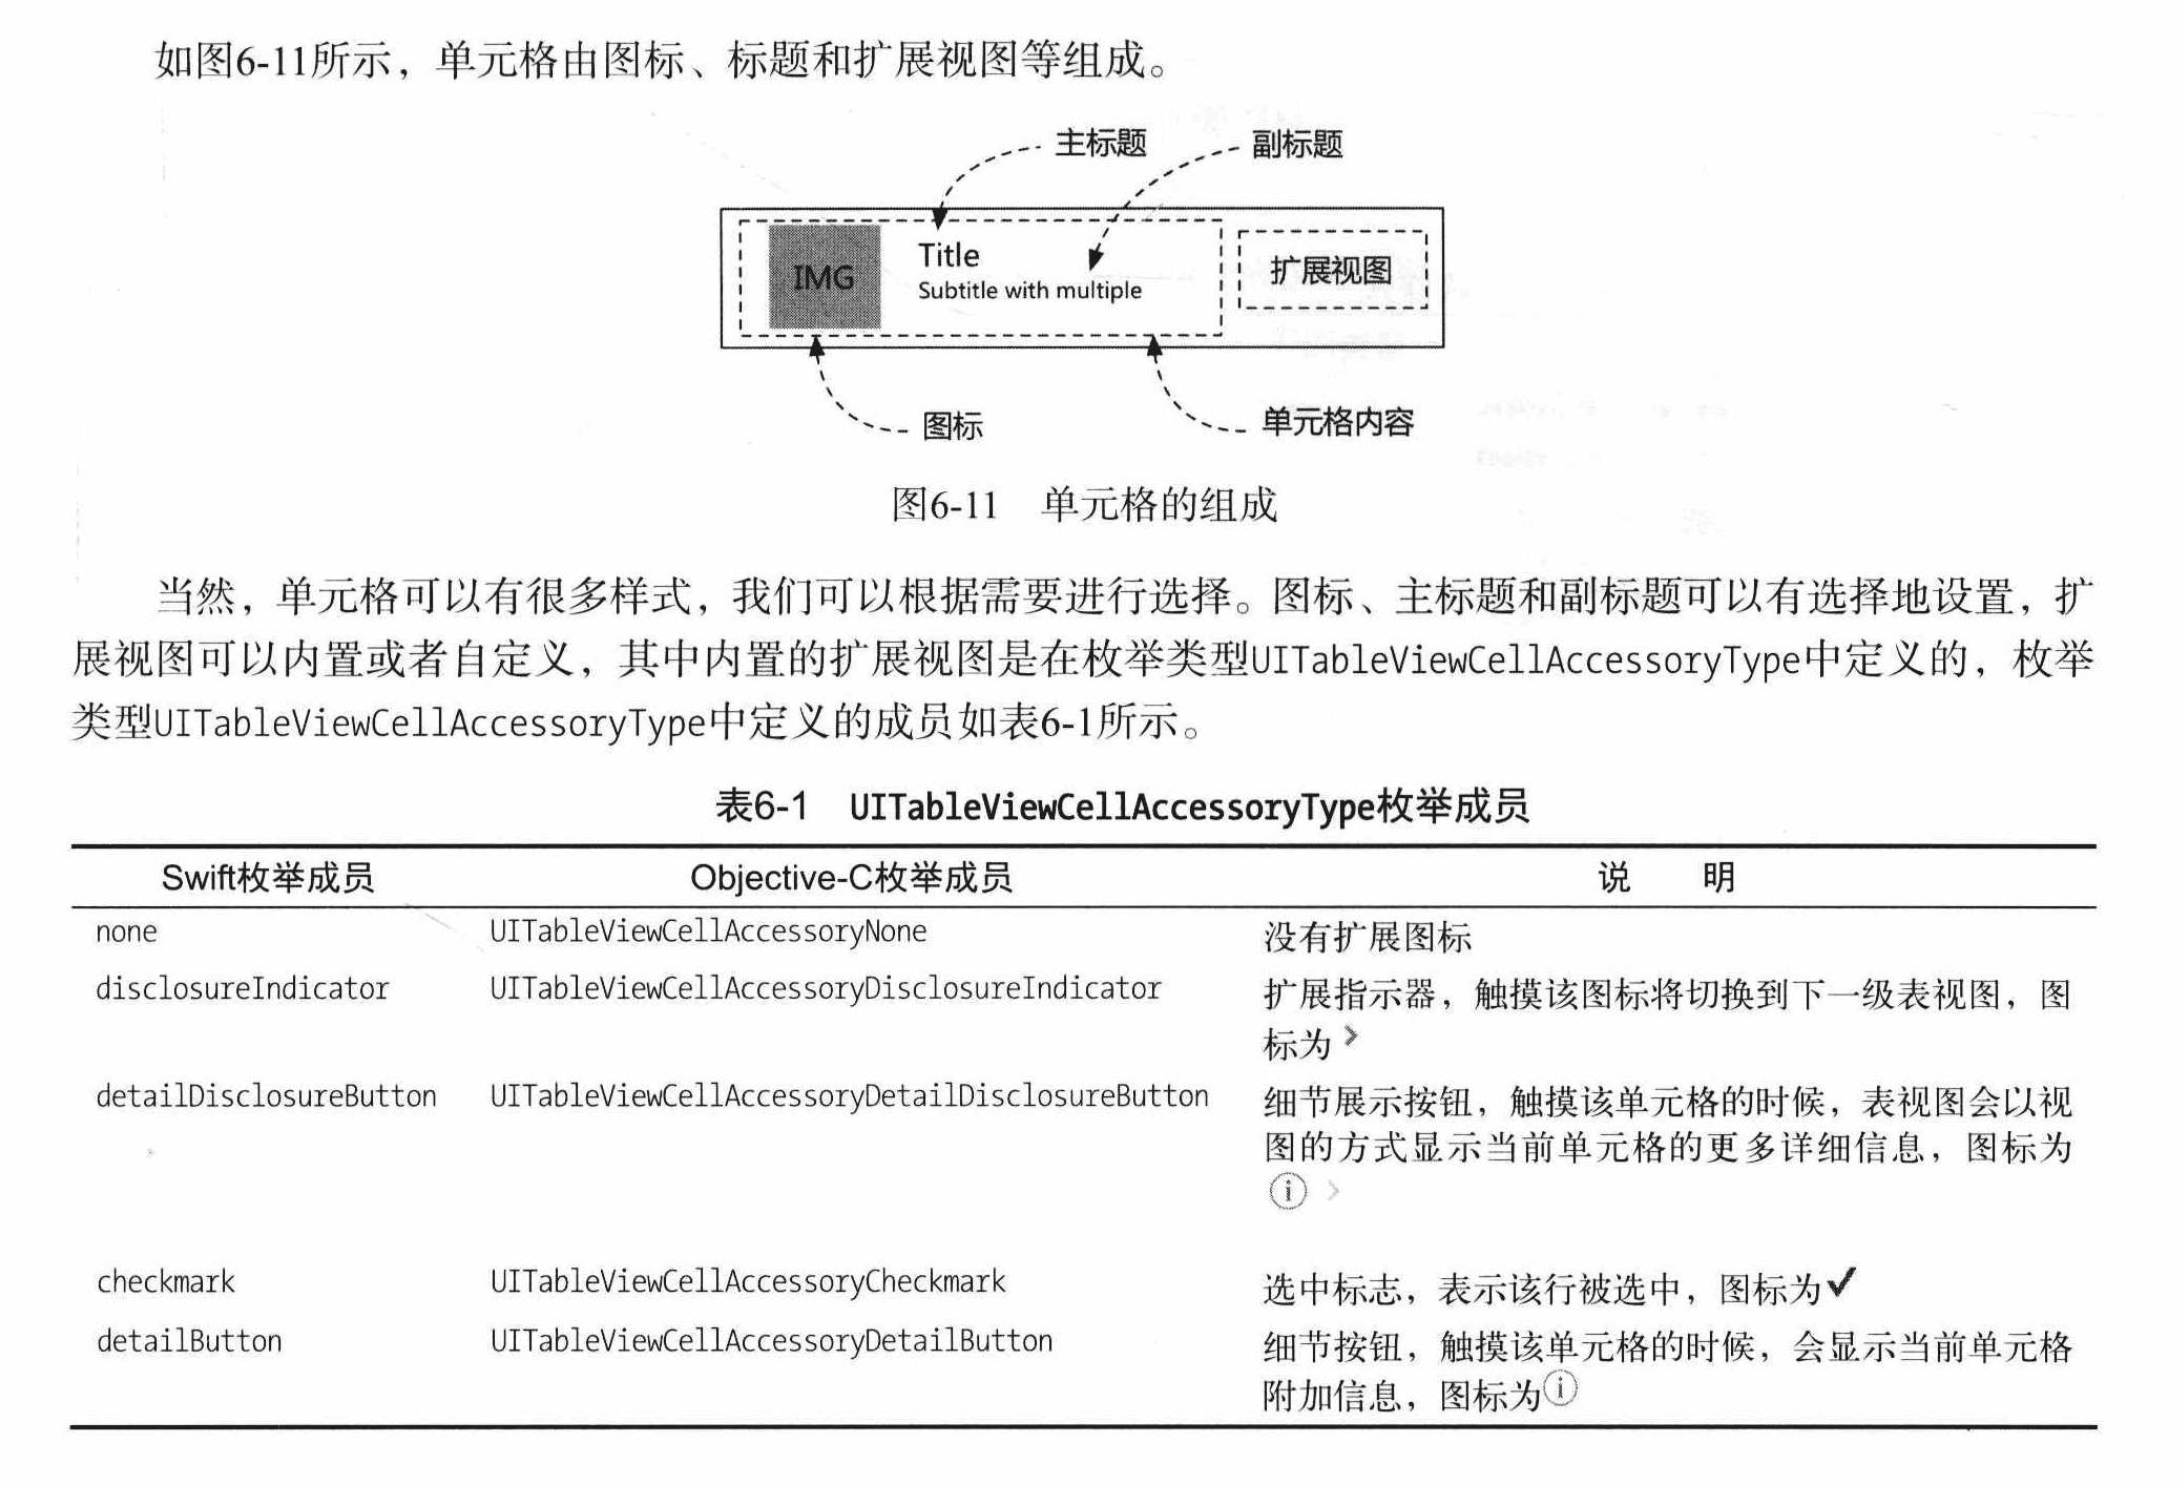 如图6-11所示，单元格由图标、标题和扩展视图等组成。
主标题 副标题
IMG Title 扩展视图
Subtitle with multiple
图标 单元格内容
图6-11 单元格的组成
当然，单元格可以有很多样式，我们可以根据需要进行选择。图标、主标题和副标题可以有选择地设置，扩
展视图可以内置或者自定义，其中内置的扩展视图是在枚举类型UITableViewCellAccessoryType中定义的，枚举
类型UITableViewCellAccessoryType中定义的成员如表6-1所示。
表6-1 UITableViewCellAccessoryType枚举成员
Swift枚举成员 Objective-C枚举成员 说 明
none UITableViewCellAccessoryNone 没有扩展图标
disclosureIndicator UITableViewCellAccessoryDisclosureIndicator 扩展指示器，触摸该图标将切换到下一级表视图，图
标为 >
detailDisclosureButton UITableViewCellAccessoryDetailDisclosureButton 细节展示按钮，触摸该单元格的时候，表视图会以视
图的方式显示当前单元格的更多详细信息，图标为
ⓘ >
checkmark UITableViewCellAccessoryCheckmark 选中标志，表示该行被选中，图标为✔
detailButton UITableViewCellAccessoryDetailButton 细节按钮，触摸该单元格的时候，会显示当前单元格
附加信息，图标为ⓘ